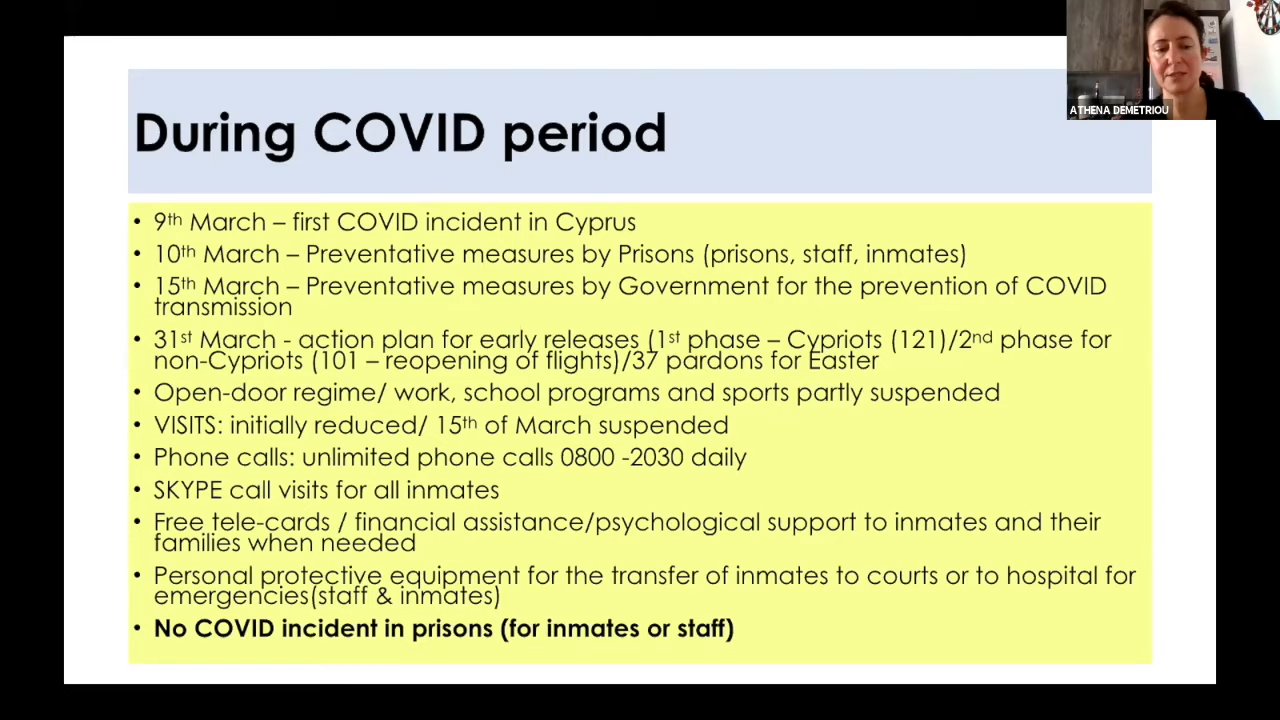 ATHENA DEMETRIOU
During COVID period
• 9th March – first COVID incident in Cyprus
• 10th March – Preventative measures by Prisons (prisons, staff, inmates)
• 15th March – Preventative measures by Government for the prevention of COVID
transmission
• 31st March - action plan for early releases (1st phase – Cypriots (121)/2nd phase for
non-Cypriots (101 – reopening of flights)/37 pardons for Easter
• Open-door regime/ work, school programs and sports partly suspended
• VISITS: initially reduced/ 15th of March suspended
• Phone calls: unlimited phone calls 0800 -2030 daily
• SKYPE call visits for all inmates
• Free tele-cards / financial assistance/psychological support to inmates and their
families when needed
• Personal protective equipment for the transfer of inmates to courts or to hospital for
emergencies(staff & inmates)
• No COVID incident in prisons (for inmates or staff)